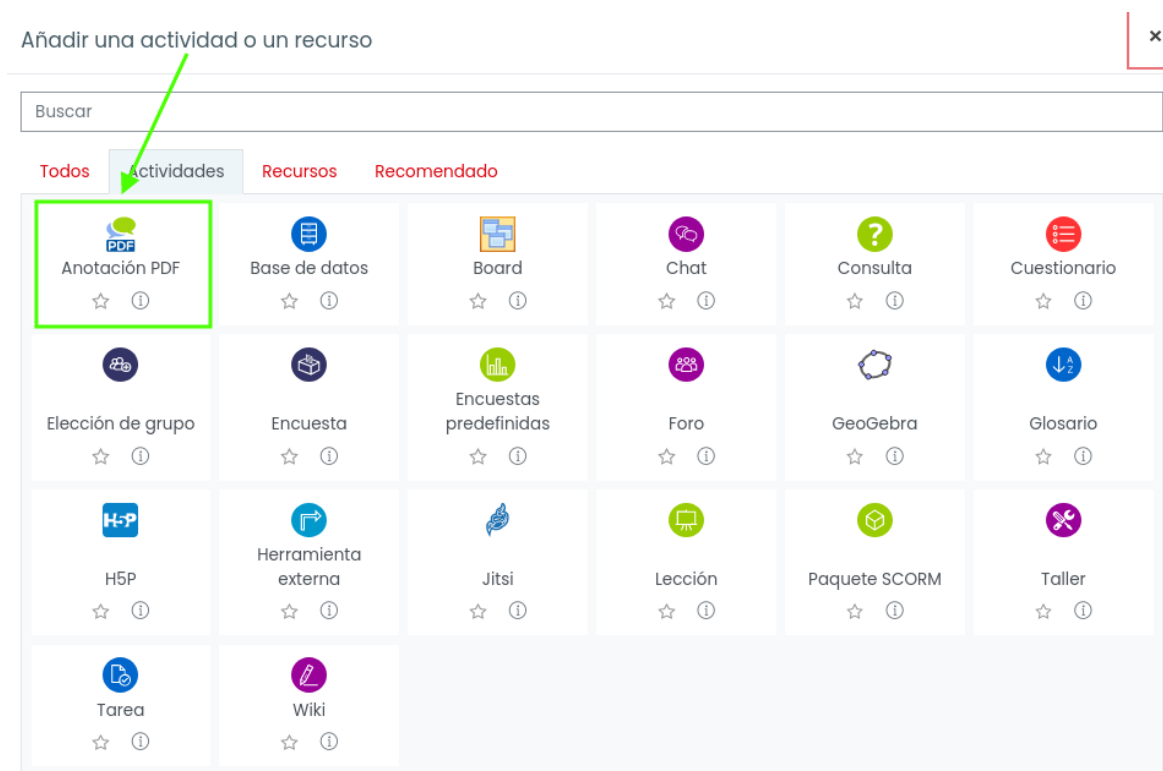 Añadir una actividad o un recurso
×
Buscar
Todos Actividades Recursos Recomendado
PDF
Anotación PDF Base de datos Board Chat Consulta Cuestionario
Encuestas
Elección de grupo Encuesta predefinidas Foro GeoGebra Glosario
H5P
Herramienta
H5P externa Jitsi Lección Paquete SCORM Taller
Tarea Wiki